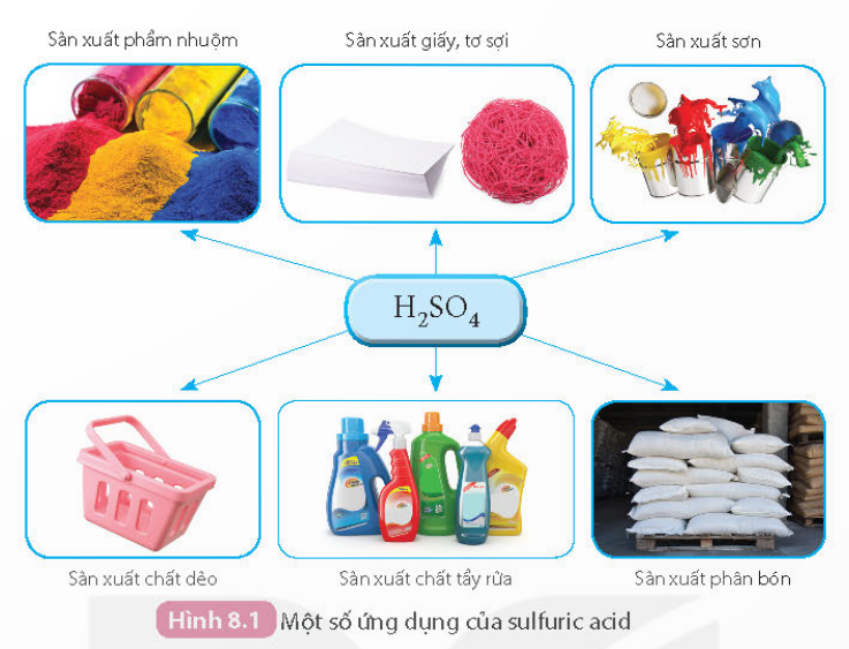 Sản xuất phẩm nhuộm
Sản xuất giấy, tơ sợi
Sản xuất sơn
H₂SO₄
Sản xuất chất dẻo
Sản xuất chất tẩy rửa
Sản xuất phân bón
Hình 8.1 Một số ứng dụng của sulfuric acid